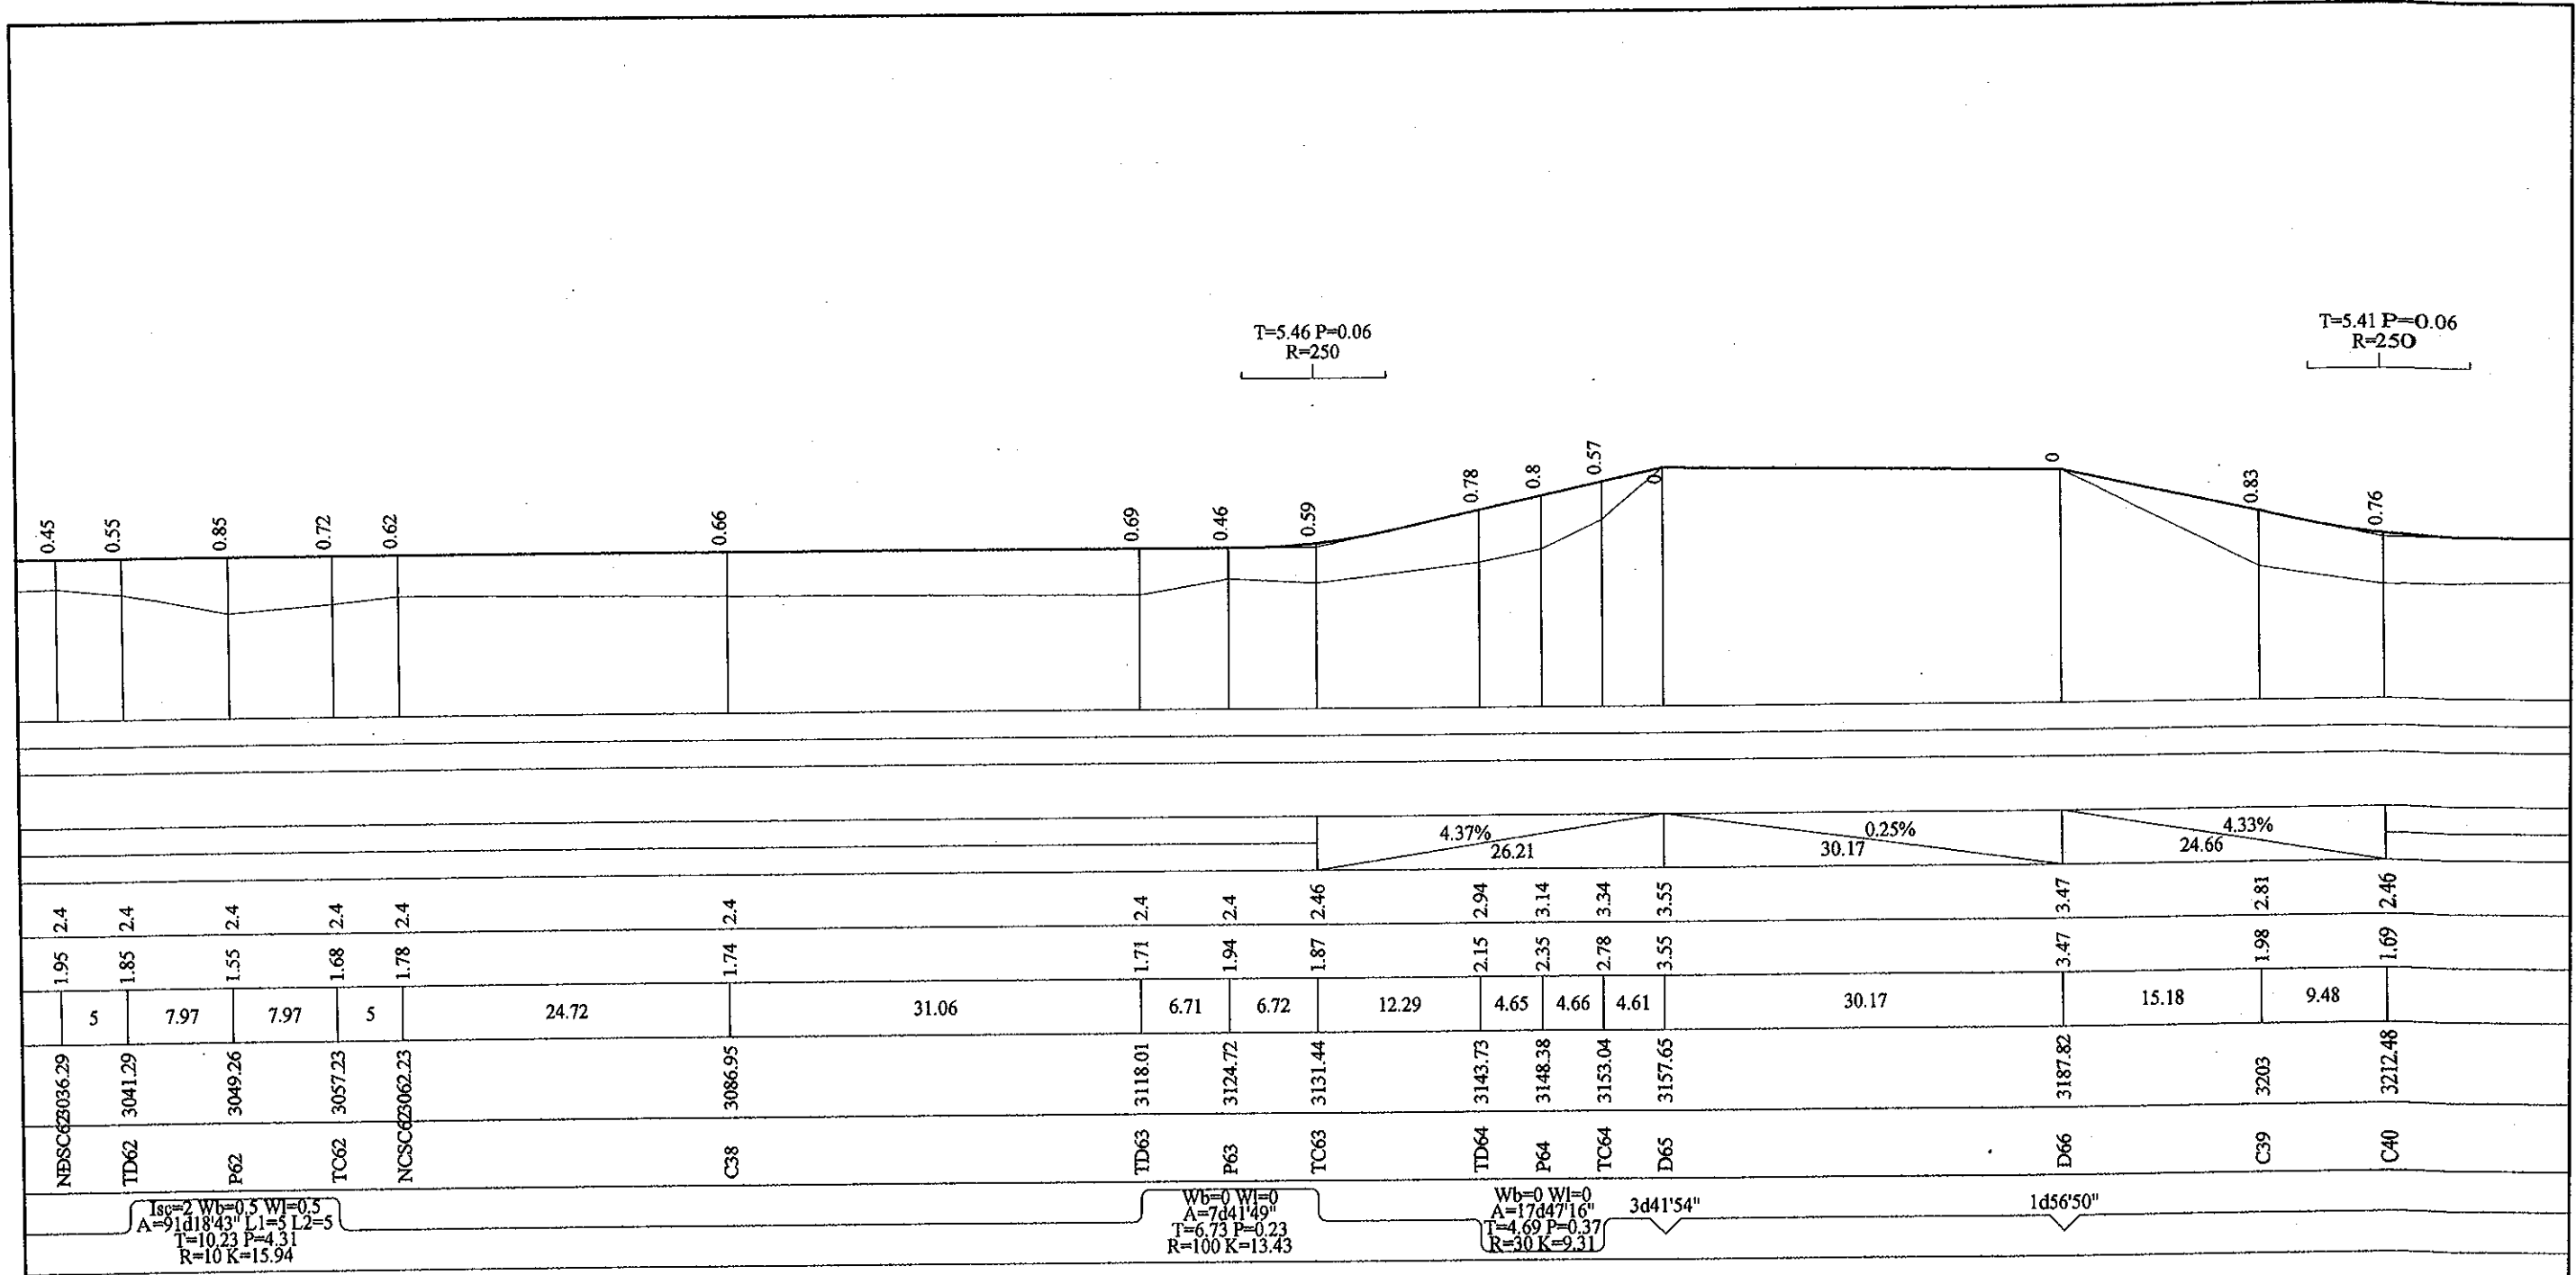 T=5.46 P=0.06
R=250
T=5.41 P=0.06
R=250
0.45 0.55 0.85 0.72 0.62 0.66 0.69 0.46 0.59 0.78 0.8 0.57 0 0 0.83 0.76
4.37% 0.25% 4.33%
26.21 30.17 24.66
2.4 2.4 2.4 2.4 2.4 2.4 2.4 2.4 2.46 2.94 3.14 3.34 3.55 3.47 2.81 2.46
1.95 1.85 1.55 1.68 1.78 1.74 1.71 1.94 1.87 2.15 2.35 2.78 3.55 3.47 1.98 1.69
5 7.97 7.97 5 24.72 31.06 6.71 6.72 12.29 4.65 4.66 4.61 30.17 15.18 9.48
3036.29 3041.29 3049.26 3057.23 3062.23 3086.95 3118.01 3124.72 3131.44 3143.73 3148.38 3153.04 3157.65 3187.82 3203 3212.48
NĐSC62 TD62 P62 TC62 NCSC62 C38 TD63 P63 TC63 TD64 P64 TC64 D65 D66 C39 C40
Isc=2 Wb=0.5 Wl=0.5
A=91d18'43" L1=5 L2=5
T=10.23 P=4.31
R=10 K=15.94
Wb=0 Wl=0
A=7d41'49"
T=6.73 P=0.23
R=100 K=13.43
Wb=0 Wl=0
A=17d47'16"
T=4.69 P=0.37
R=30 K=9.31
3d41'54"
1d56'50"